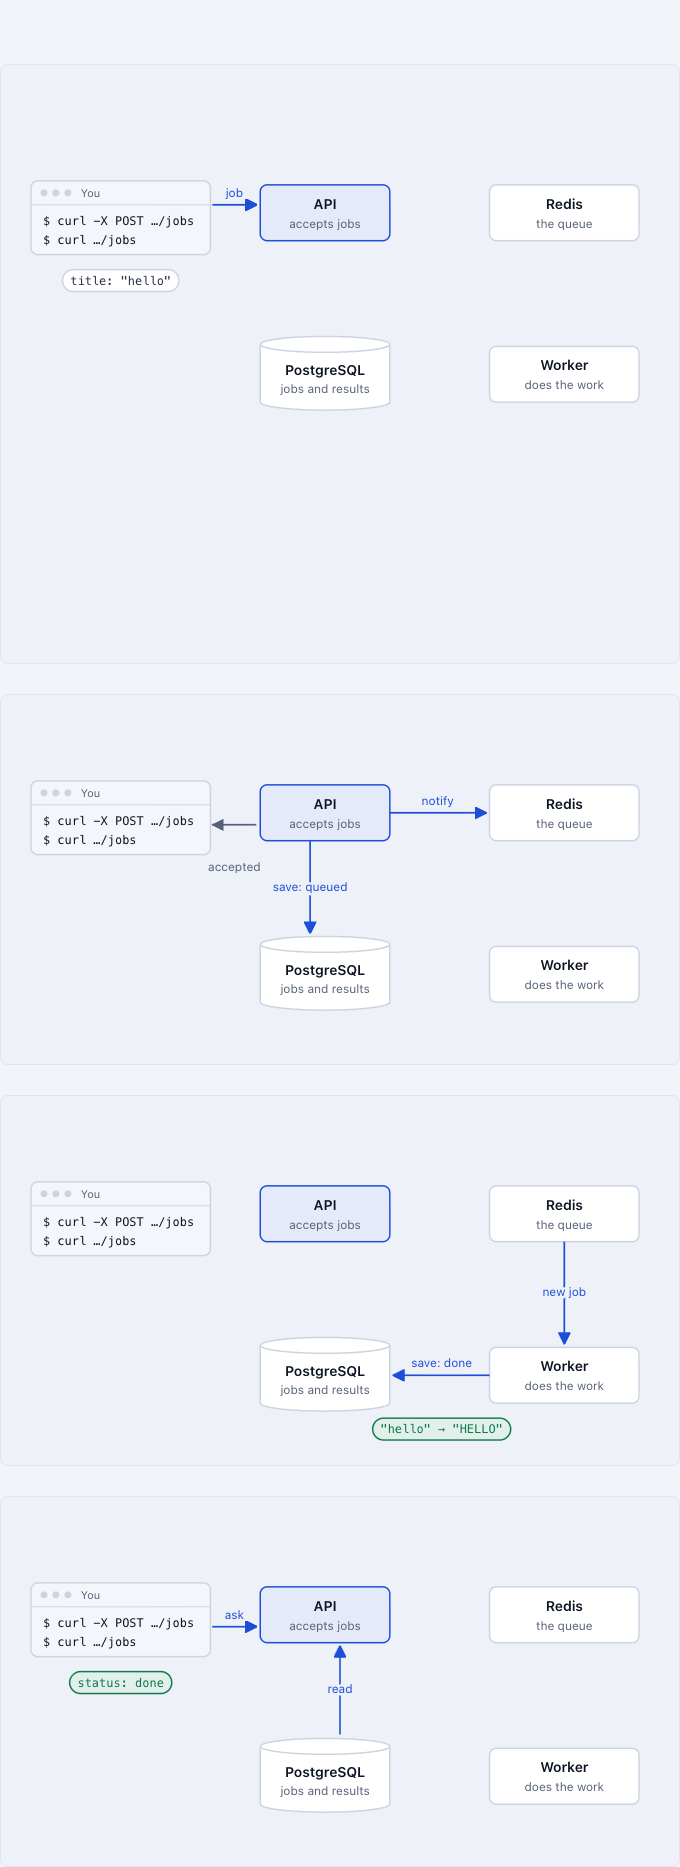 You
$ curl −X POST …/jobs
$ curl …/jobs
job
API
accepts jobs
Redis
the queue
title: "hello"
PostgreSQL
jobs and results
Worker
does the work
You
$ curl −X POST …/jobs
$ curl …/jobs
API
accepts jobs
notify
Redis
the queue
accepted
save: queued
PostgreSQL
jobs and results
Worker
does the work
You
$ curl −X POST …/jobs
$ curl …/jobs
API
accepts jobs
Redis
the queue
new job
PostgreSQL
jobs and results
save: done
Worker
does the work
"hello" → "HELLO"
You
$ curl −X POST …/jobs
$ curl …/jobs
ask
API
accepts jobs
Redis
the queue
status: done
read
PostgreSQL
jobs and results
Worker
does the work